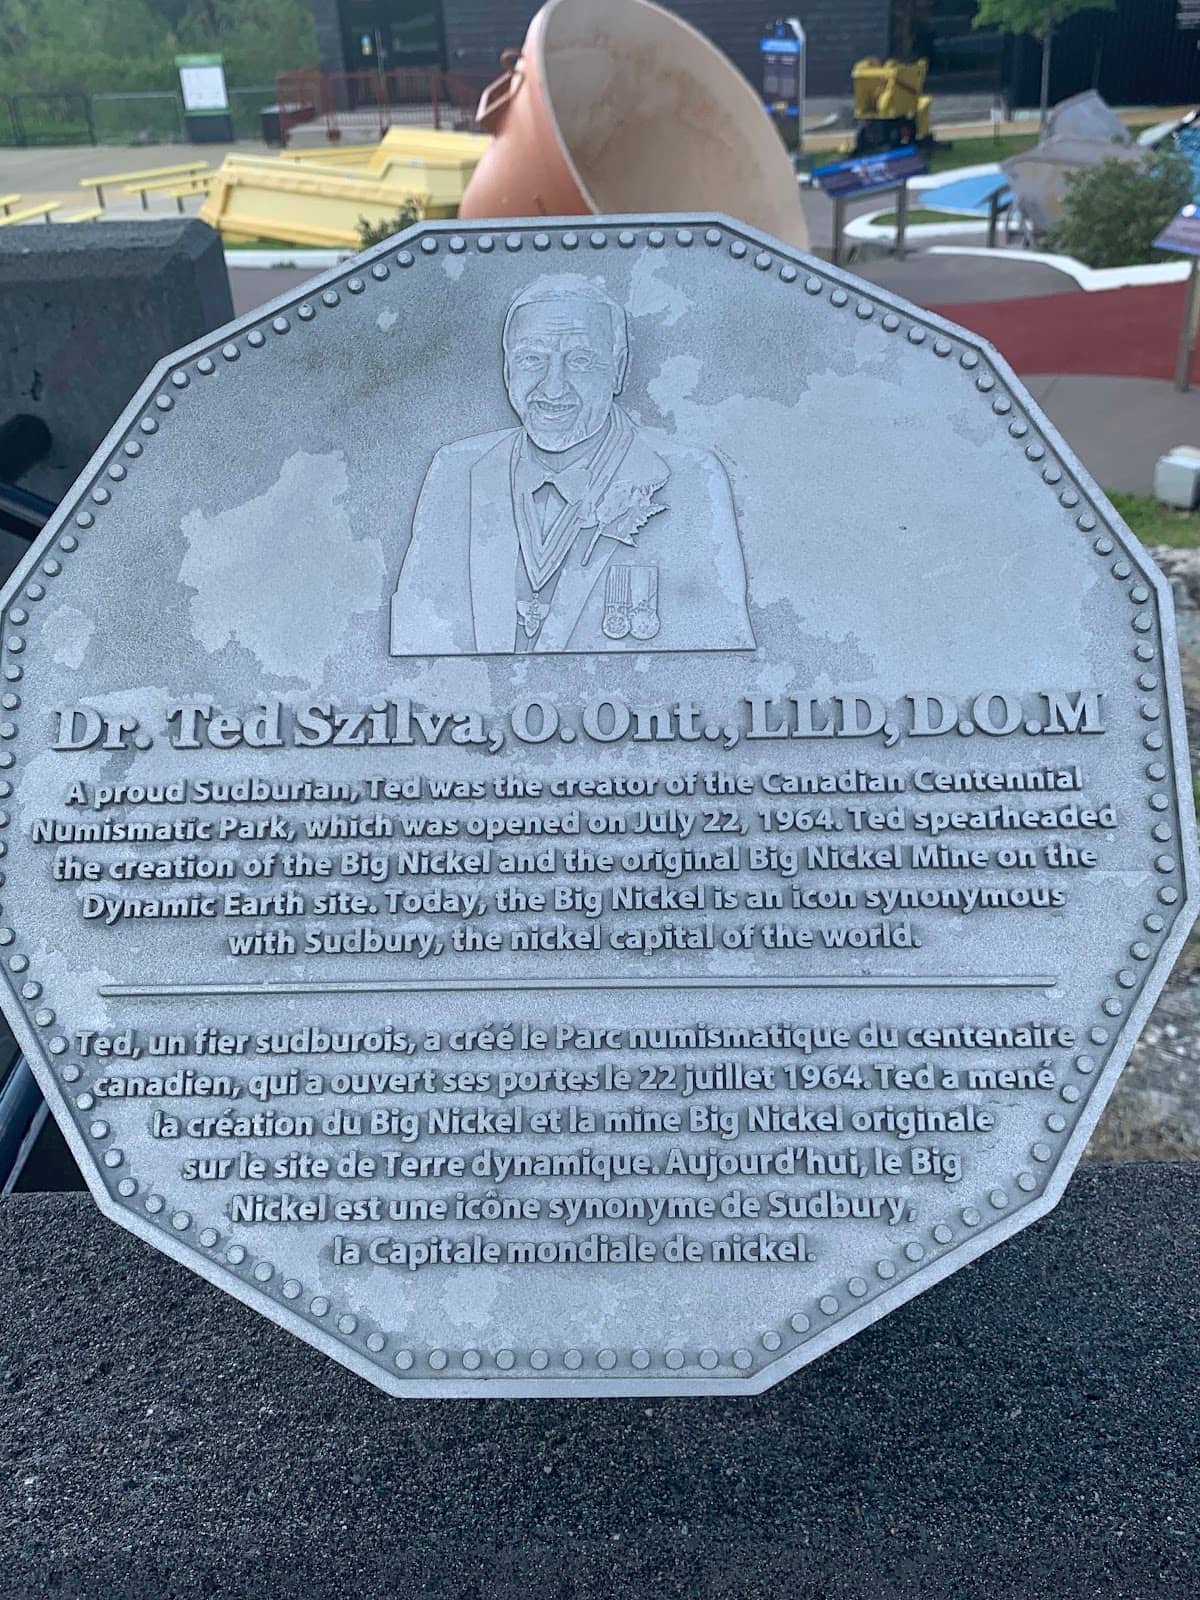 Dr. Ted Szilva, O.Ont., LLD, D.O.M
A proud Sudburian, Ted was the creator of the Canadian Centennial
Numismatic Park, which was opened on July 22, 1964. Ted spearheaded
the creation of the Big Nickel and the original Big Nickel Mine on the
Dynamic Earth site. Today, the Big Nickel is an icon synonymous
with Sudbury, the nickel capital of the world.
Ted, un fier sudburois, a créé le Parc numismatique du centenaire
canadien, qui a ouvert ses portes le 22 juillet 1964. Ted a mené
la création du Big Nickel et la mine Big Nickel originale
sur le site de Terre dynamique. Aujourd'hui, le Big
Nickel est une icône synonyme de Sudbury,
la Capitale mondiale de nickel.